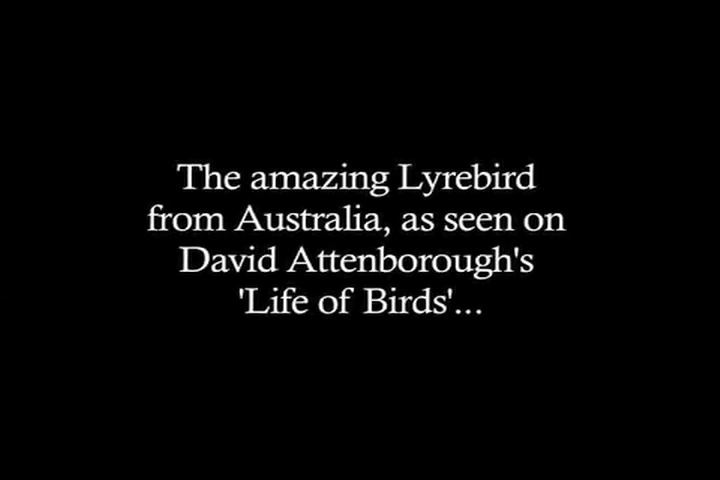 The amazing Lyrebird
from Australia, as seen on
David Attenborough's
'Life of Birds'...